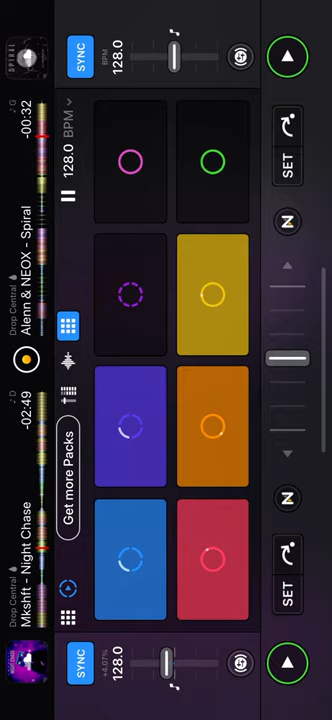 Drop Central
Mkshft - Night Chase
♪ D
-02:49
Drop Central
Alenn & NEOX - Spiral
♪ G
-00:32
SPIRAL
SYNC
+4.07%
128.0
Get more Packs
128.0 BPM
SYNC
BPM
128.0
SET
SET